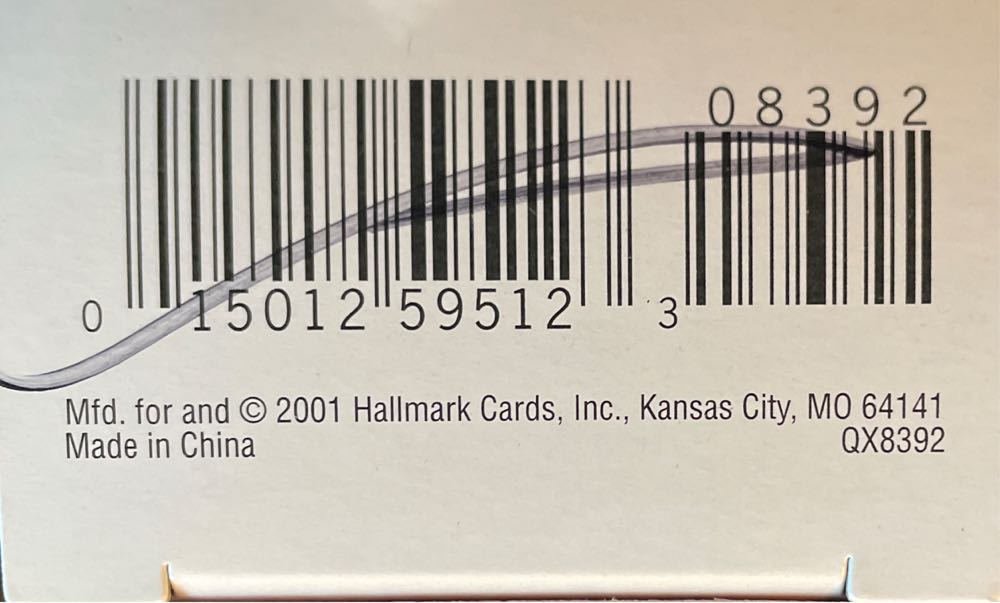 08392
0 15012 59512 3
Mfd. for and © 2001 Hallmark Cards, Inc., Kansas City, MO 64141
Made in China QX8392